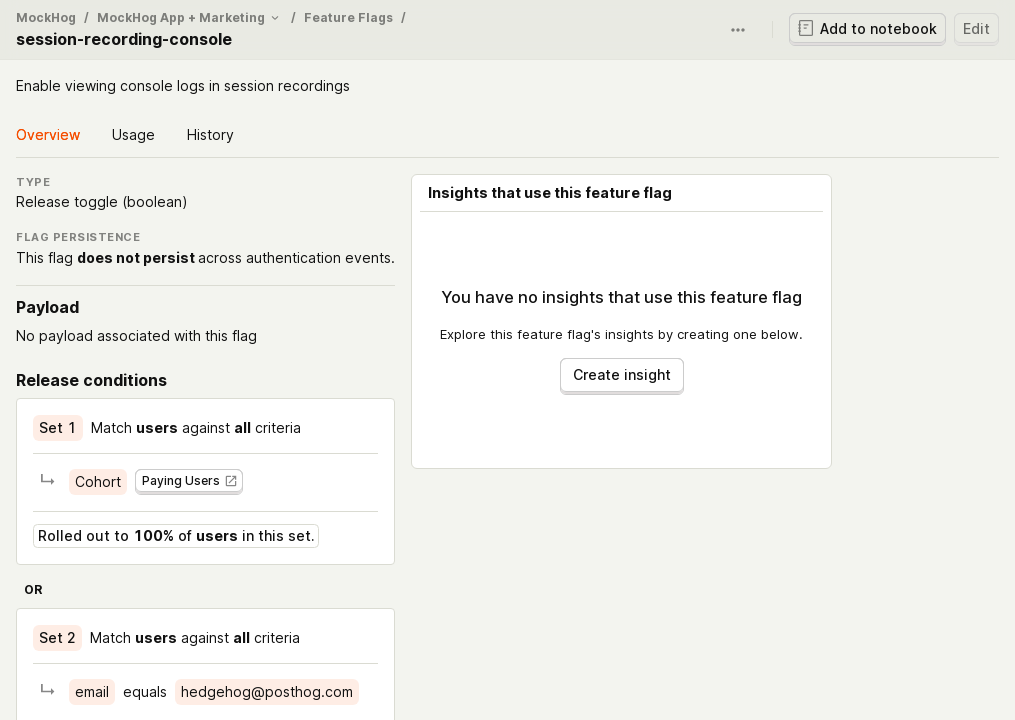 MockHog / MockHog App + Marketing / Feature Flags /
session-recording-console
Add to notebook
Edit
Enable viewing console logs in session recordings
Overview
Usage
History
TYPE
Release toggle (boolean)
FLAG PERSISTENCE
This flag does not persist across authentication events.
Payload
No payload associated with this flag
Release conditions
Set 1 Match users against all criteria
Cohort Paying Users
Rolled out to 100% of users in this set.
OR
Set 2 Match users against all criteria
email equals hedgehog@posthog.com
Insights that use this feature flag
You have no insights that use this feature flag
Explore this feature flag's insights by creating one below.
Create insight